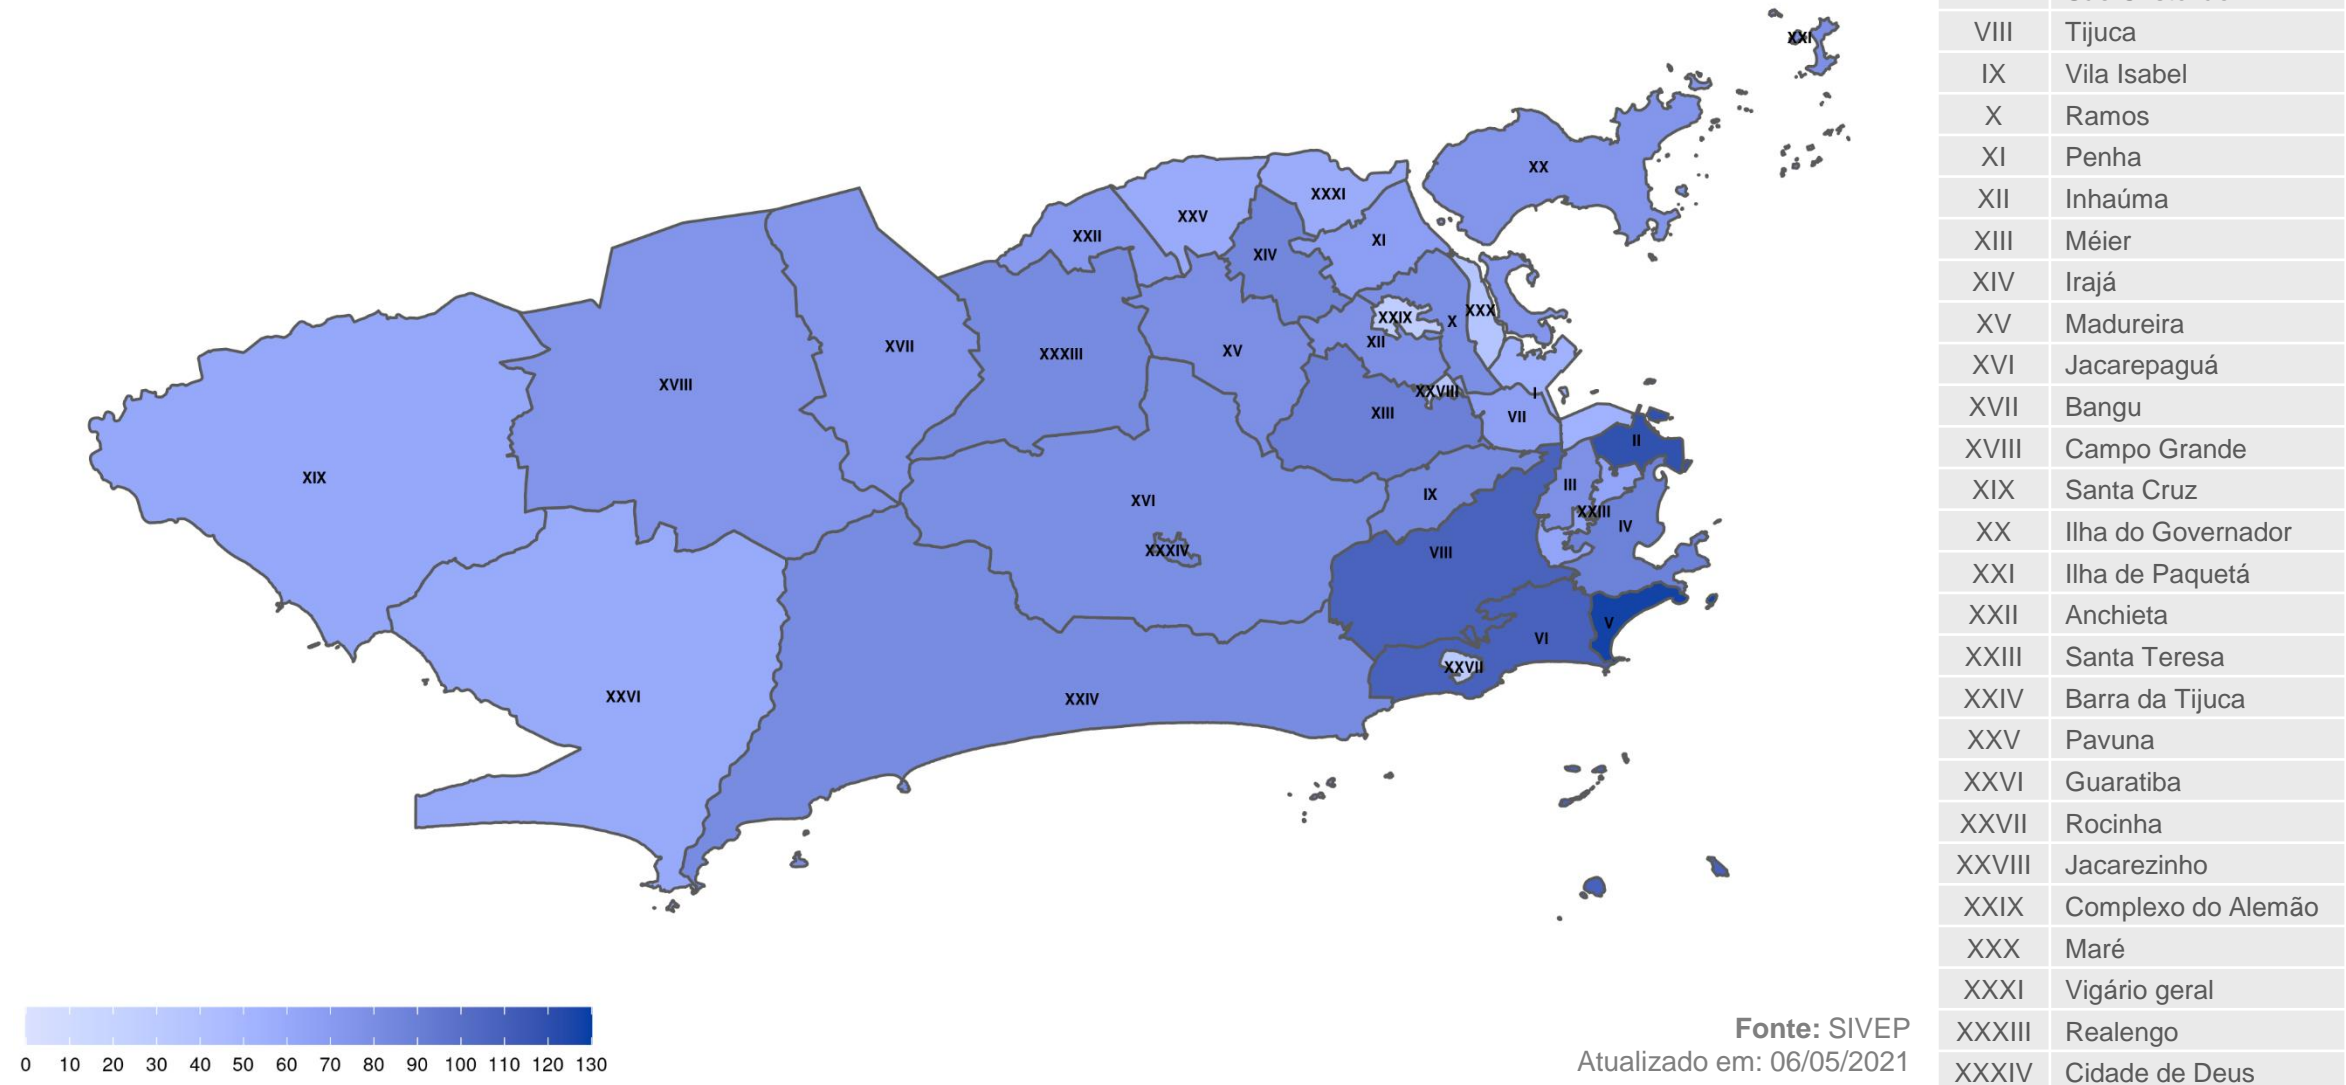 XXI
XX
XXXI
XXV
XXII
XI
XIV
XXX
XXIX
X
XII
XVII
XXXIII
XV
XVIII
XXVIII
I
XIII
VII
II
XIX
III
IX
XVI
XXIII
IV
XXXIV
VIII
V
VI
XXVII
XXVI
XXIV
0 10 20 30 40 50 60 70 80 90 100 110 120 130
Fonte: SIVEP
Atualizado em: 06/05/2021
VIII Tijuca
IX Vila Isabel
X Ramos
XI Penha
XII Inhaúma
XIII Méier
XIV Irajá
XV Madureira
XVI Jacarepaguá
XVII Bangu
XVIII Campo Grande
XIX Santa Cruz
XX Ilha do Governador
XXI Ilha de Paquetá
XXII Anchieta
XXIII Santa Teresa
XXIV Barra da Tijuca
XXV Pavuna
XXVI Guaratiba
XXVII Rocinha
XXVIII Jacarezinho
XXIX Complexo do Alemão
XXX Maré
XXXI Vigário geral
XXXIII Realengo
XXXIV Cidade de Deus